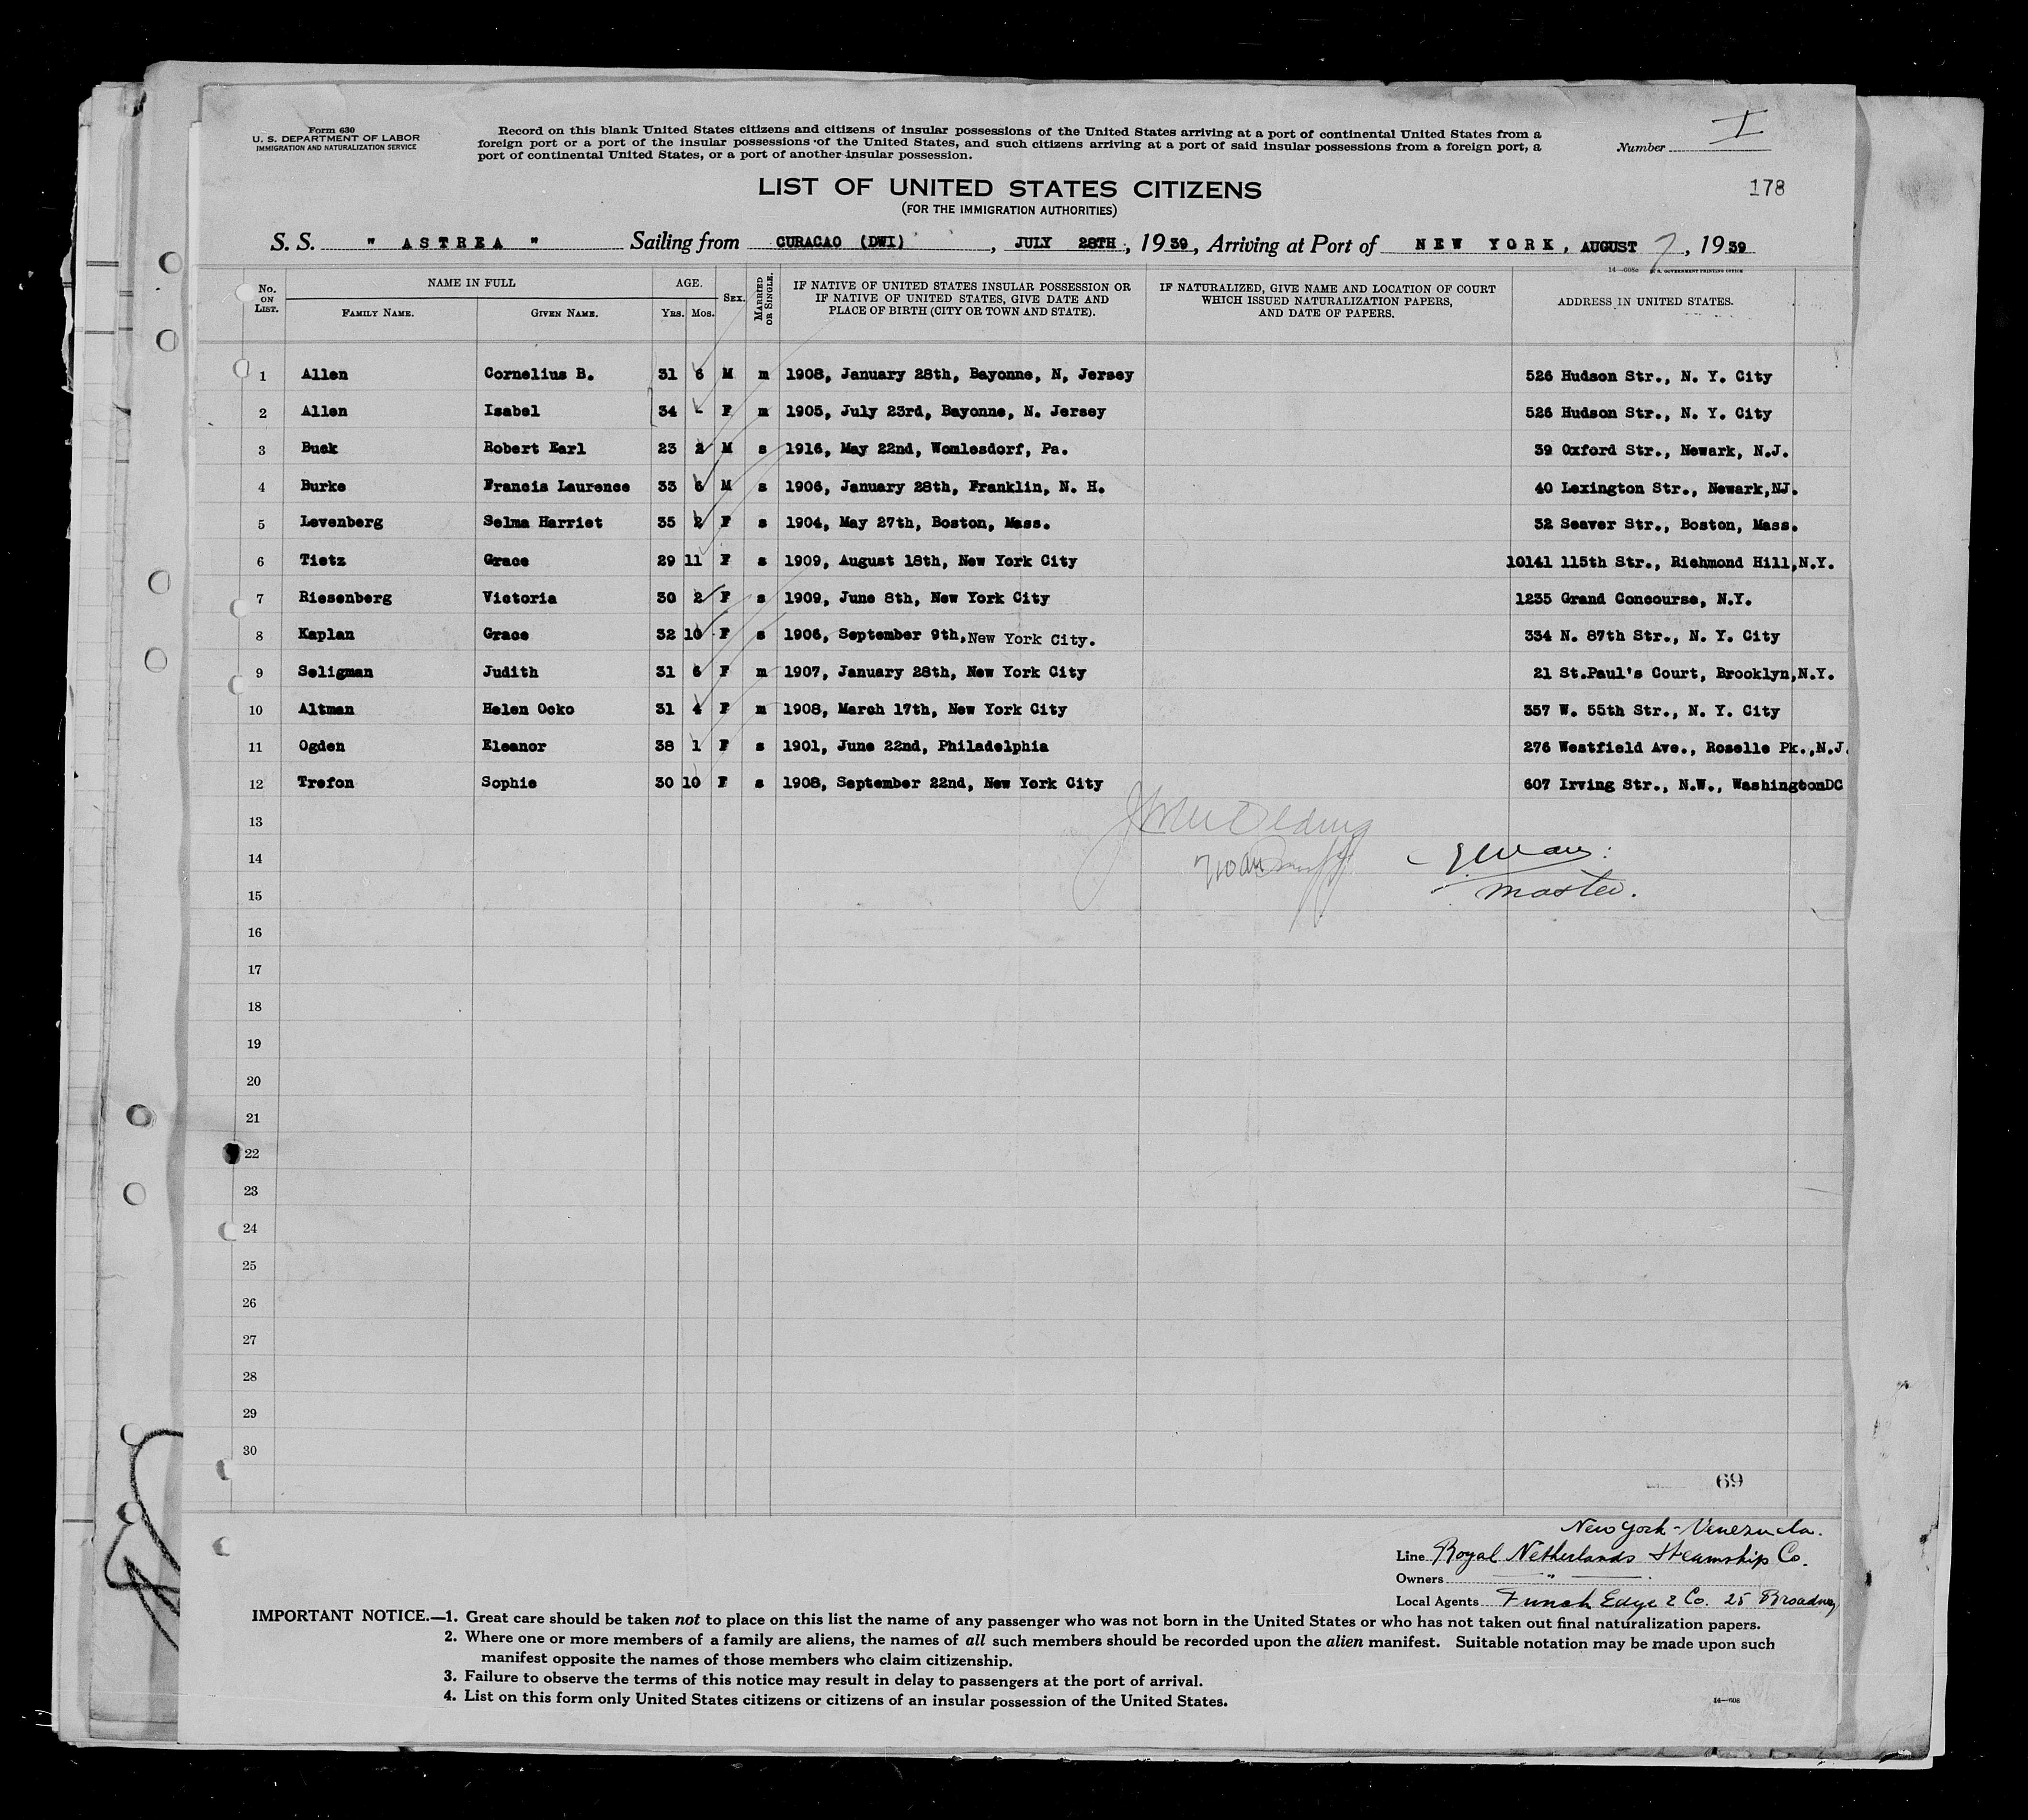 Form 630
U. S. DEPARTMENT OF LABOR
IMMIGRATION AND NATURALIZATION SERVICE
Record on this blank United States citizens and citizens of insular possessions of the United States arriving at a port of continental United States from a
foreign port or a port of the insular possessions of the United States, and such citizens arriving at a port of said insular possessions from a foreign port, a
port of continental United States, or a port of another insular possession.
Number I
178
LIST OF UNITED STATES CITIZENS
(FOR THE IMMIGRATION AUTHORITIES)
S. S. " ASTREA " Sailing from CURACAO (DWI), JULY 28TH, 1939, Arriving at Port of NEW YORK, AUGUST 7, 1939
14—608a U. S. GOVERNMENT PRINTING OFFICE
No. ON LIST. NAME IN FULL FAMILY NAME. GIVEN NAME. AGE. Yrs. Mos. SEX. MARRIED OR SINGLE. IF NATIVE OF UNITED STATES INSULAR POSSESSION OR IF NATIVE OF UNITED STATES, GIVE DATE AND PLACE OF BIRTH (CITY OR TOWN AND STATE). IF NATURALIZED, GIVE NAME AND LOCATION OF COURT WHICH ISSUED NATURALIZATION PAPERS, AND DATE OF PAPERS. ADDRESS IN UNITED STATES.
1 Allen Cornelius B. 31 6 M m 1908, January 28th, Bayonne, N, Jersey 526 Hudson Str., N. Y. City
2 Allen Isabel 34 - F m 1905, July 23rd, Bayonne, N. Jersey 526 Hudson Str., N. Y. City
3 Buek Robert Earl 23 2 M s 1916, May 22nd, Womlesdorf, Pa. 39 Oxford Str., Newark, N.J.
4 Burke Francis Laurence 33 6 M s 1906, January 28th, Franklin, N. H. 40 Lexington Str., Newark,NJ.
5 Levenberg Selma Harriet 35 2 F s 1904, May 27th, Boston, Mass. 32 Seaver Str., Boston, Mass.
6 Tietz Grace 29 11 F s 1909, August 18th, New York City 10141 115th Str., Richmond Hill,N.Y.
7 Riesenberg Victoria 30 2 F s 1909, June 8th, New York City 1235 Grand Concourse, N.Y.
8 Kaplan Grace 32 10 F s 1906, September 9th, New York City. 334 N. 87th Str., N. Y. City
9 Seligman Judith 31 6 F m 1907, January 28th, New York City 21 St.Paul's Court, Brooklyn,N.Y.
10 Altman Helen Ocko 31 4 F m 1908, March 17th, New York City 357 W. 55th Str., N. Y. City
11 Ogden Eleanor 38 1 F s 1901, June 22nd, Philadelphia 276 Westfield Ave., Roselle Pk.,N.J.
12 Trefon Sophie 30 10 F s 1908, September 22nd, New York City 607 Irving Str., N.W., WashingtonDC
13
14
15 master.
16
17
18
19
20
21
22
23
24
25
26
27
28
29
30
69
New York - Venezuela.
Line Royal Netherlands Steamship Co.
Owners "
Local Agents Funch Edye & Co. 25 Broadway
IMPORTANT NOTICE.—1. Great care should be taken not to place on this list the name of any passenger who was not born in the United States or who has not taken out final naturalization papers.
2. Where one or more members of a family are aliens, the names of all such members should be recorded upon the alien manifest. Suitable notation may be made upon such
manifest opposite the names of those members who claim citizenship.
3. Failure to observe the terms of this notice may result in delay to passengers at the port of arrival.
4. List on this form only United States citizens or citizens of an insular possession of the United States.
14—608